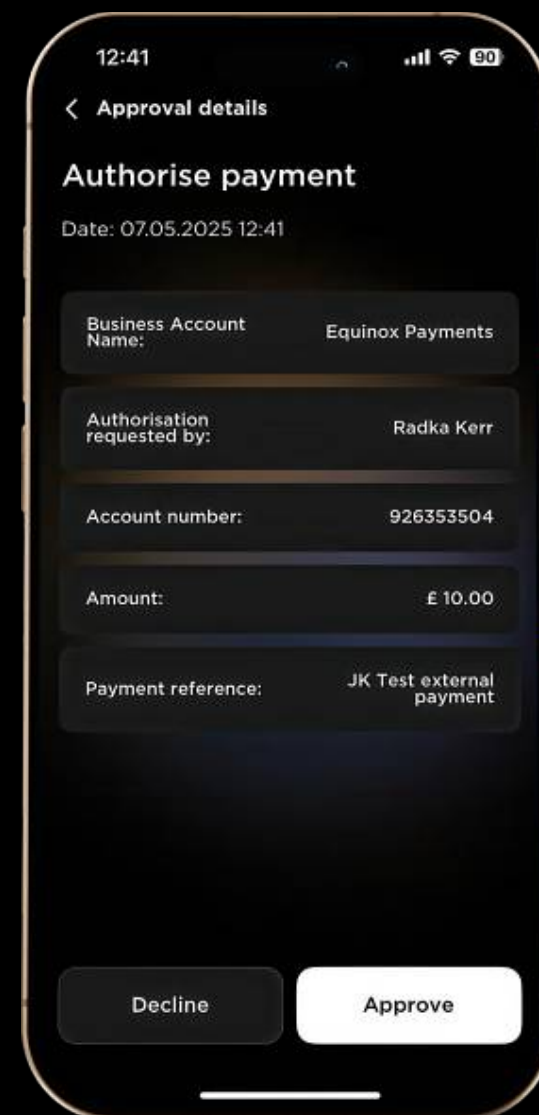 12:41
90
Approval details
Authorise payment
Date: 07.05.2025 12:41
Business Account
Name:
Equinox Payments
Authorisation
requested by:
Radka Kerr
Account number:
926353504
Amount:
£ 10.00
Payment reference:
JK Test external
payment
Decline
Approve